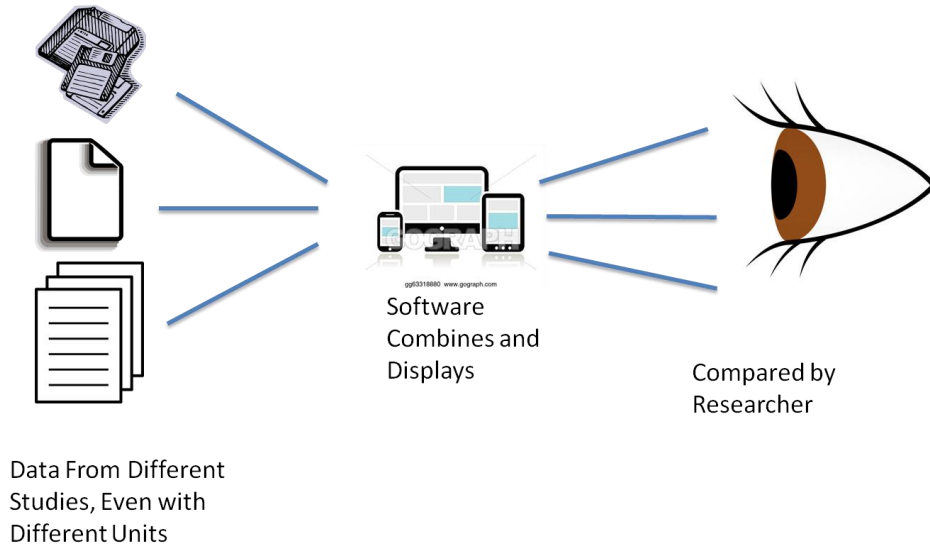 GOGRAPH
gg63318880 www.gograph.com
Software
Combines and
Displays
Compared by
Researcher
Data From Different
Studies, Even with
Different Units